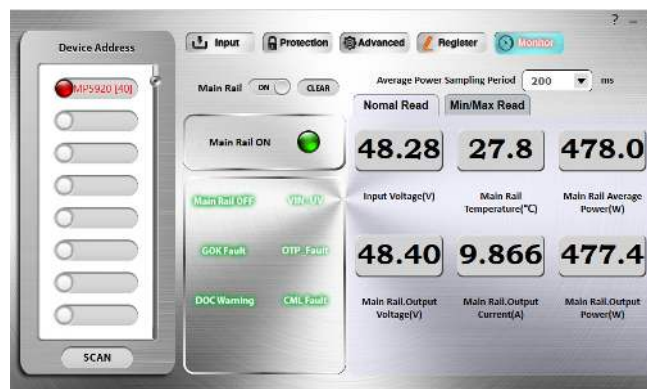 ? –
Input Protection Advanced Register Monitor
Device Address
MP5920 [40]
SCAN
Main Rail ON CLEAR
Main Rail ON
Main Rail OFF VIN_UV
GOK Fault OTP_Fault
DOC Warning CML Fault
Average Power Sampling Period 200 ms
Nomal Read Min/Max Read
48.28 27.8 478.0
Input Voltage(V) Main Rail Temperature(℃) Main Rail Average Power(W)
48.40 9.866 477.4
Main Rail.Output Voltage(V) Main Rail.Output Current(A) Main Rail.Output Power(W)